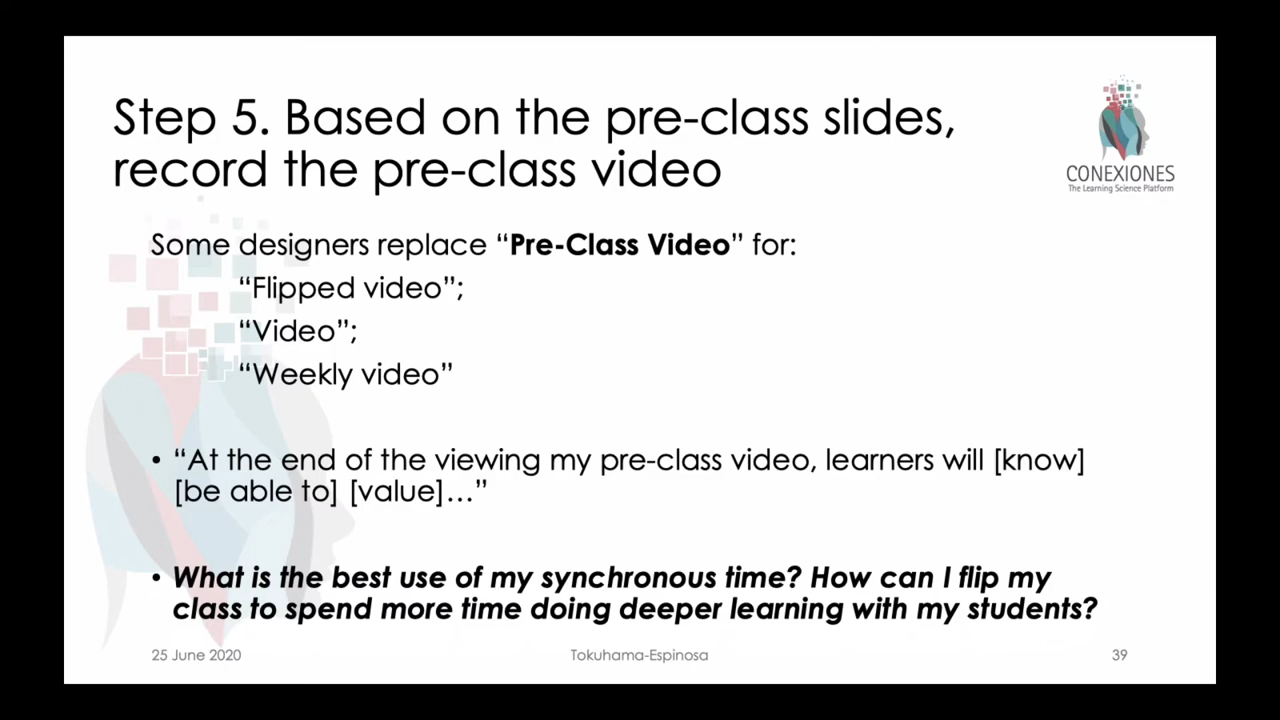 Step 5. Based on the pre-class slides,
record the pre-class video
CONEXIONES
The Learning Science Platform
Some designers replace “Pre-Class Video” for:
“Flipped video”;
“Video”;
“Weekly video”
• “At the end of the viewing my pre-class video, learners will [know]
[be able to] [value]…”
• What is the best use of my synchronous time? How can I flip my
class to spend more time doing deeper learning with my students?
25 June 2020
Tokuhama-Espinosa
39